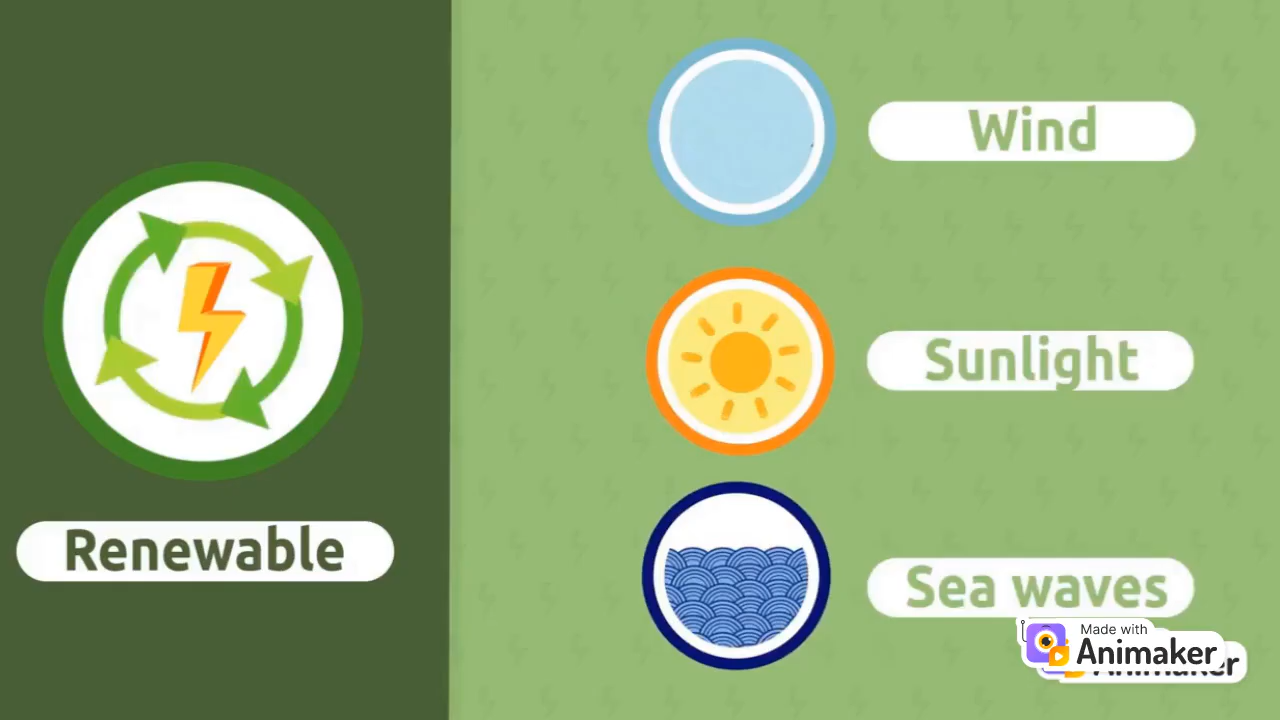 Wind
Sunlight
Renewable
Sea waves
Made with
Animaker